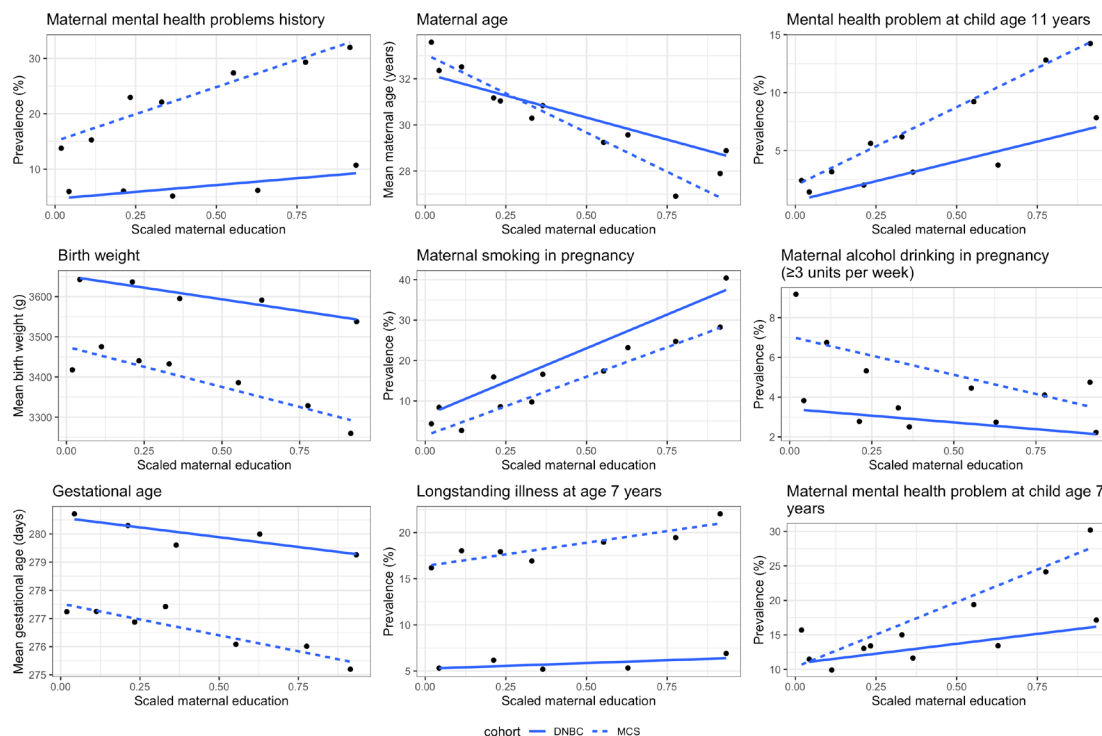 Maternal mental health problems history
Prevalence (%)
30
20
10
0.00 0.25 0.50 0.75
Scaled maternal education
Maternal age
Mean maternal age (years)
32
30
28
0.00 0.25 0.50 0.75
Scaled maternal education
Mental health problem at child age 11 years
Prevalence (%)
15
10
5
0.00 0.25 0.50 0.75
Scaled maternal education
Birth weight
Mean birth weight (g)
3600
3500
3400
3300
0.00 0.25 0.50 0.75
Scaled maternal education
Maternal smoking in pregnancy
Prevalence (%)
40
30
20
10
0.00 0.25 0.50 0.75
Scaled maternal education
Maternal alcohol drinking in pregnancy
(≥3 units per week)
Prevalence (%)
8
6
4
2
0.00 0.25 0.50 0.75
Scaled maternal education
Gestational age
Mean gestational age (days)
280
279
278
277
276
275
0.00 0.25 0.50 0.75
Scaled maternal education
Longstanding illness at age 7 years
Prevalence (%)
20
15
10
5
0.00 0.25 0.50 0.75
Scaled maternal education
Maternal mental health problem at child age 7
years
Prevalence (%)
30
25
20
15
10
0.00 0.25 0.50 0.75
Scaled maternal education
cohort DNBC MCS